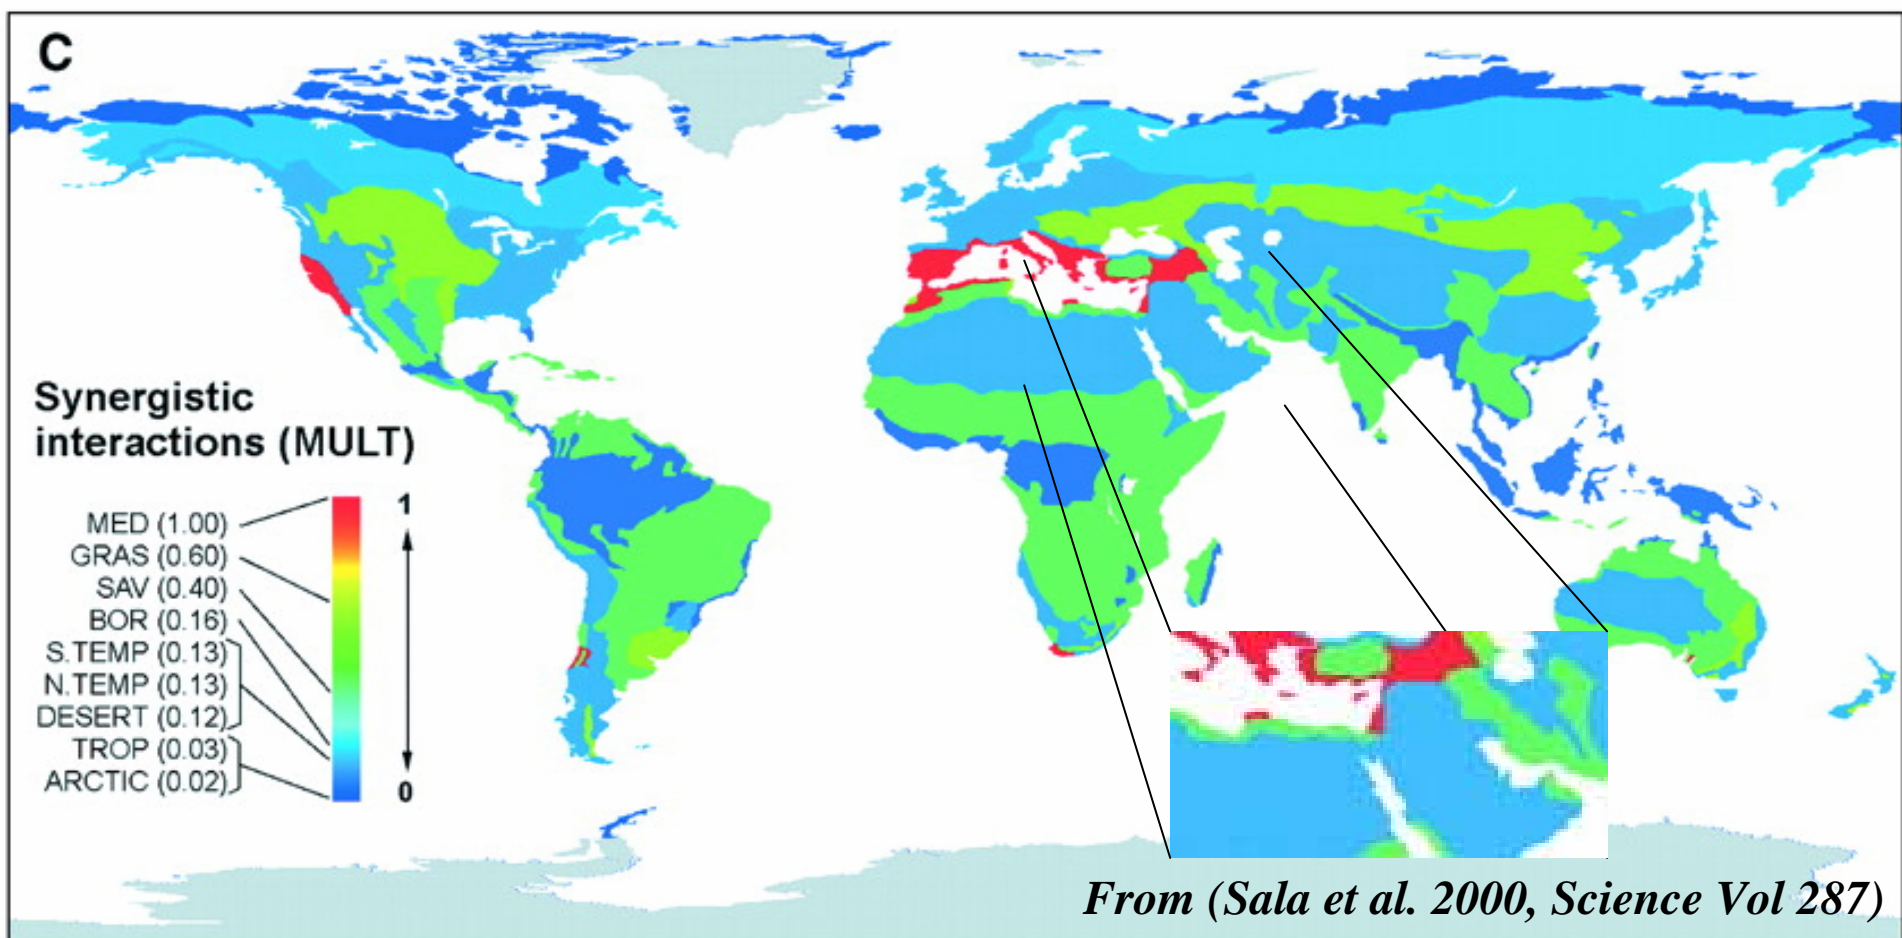 C
Synergistic
interactions (MULT)
MED (1.00)
GRAS (0.60)
SAV (0.40)
BOR (0.16)
S.TEMP (0.13)
N.TEMP (0.13)
DESERT (0.12)
TROP (0.03)
ARCTIC (0.02)
1
0
From (Sala et al. 2000, Science Vol 287)